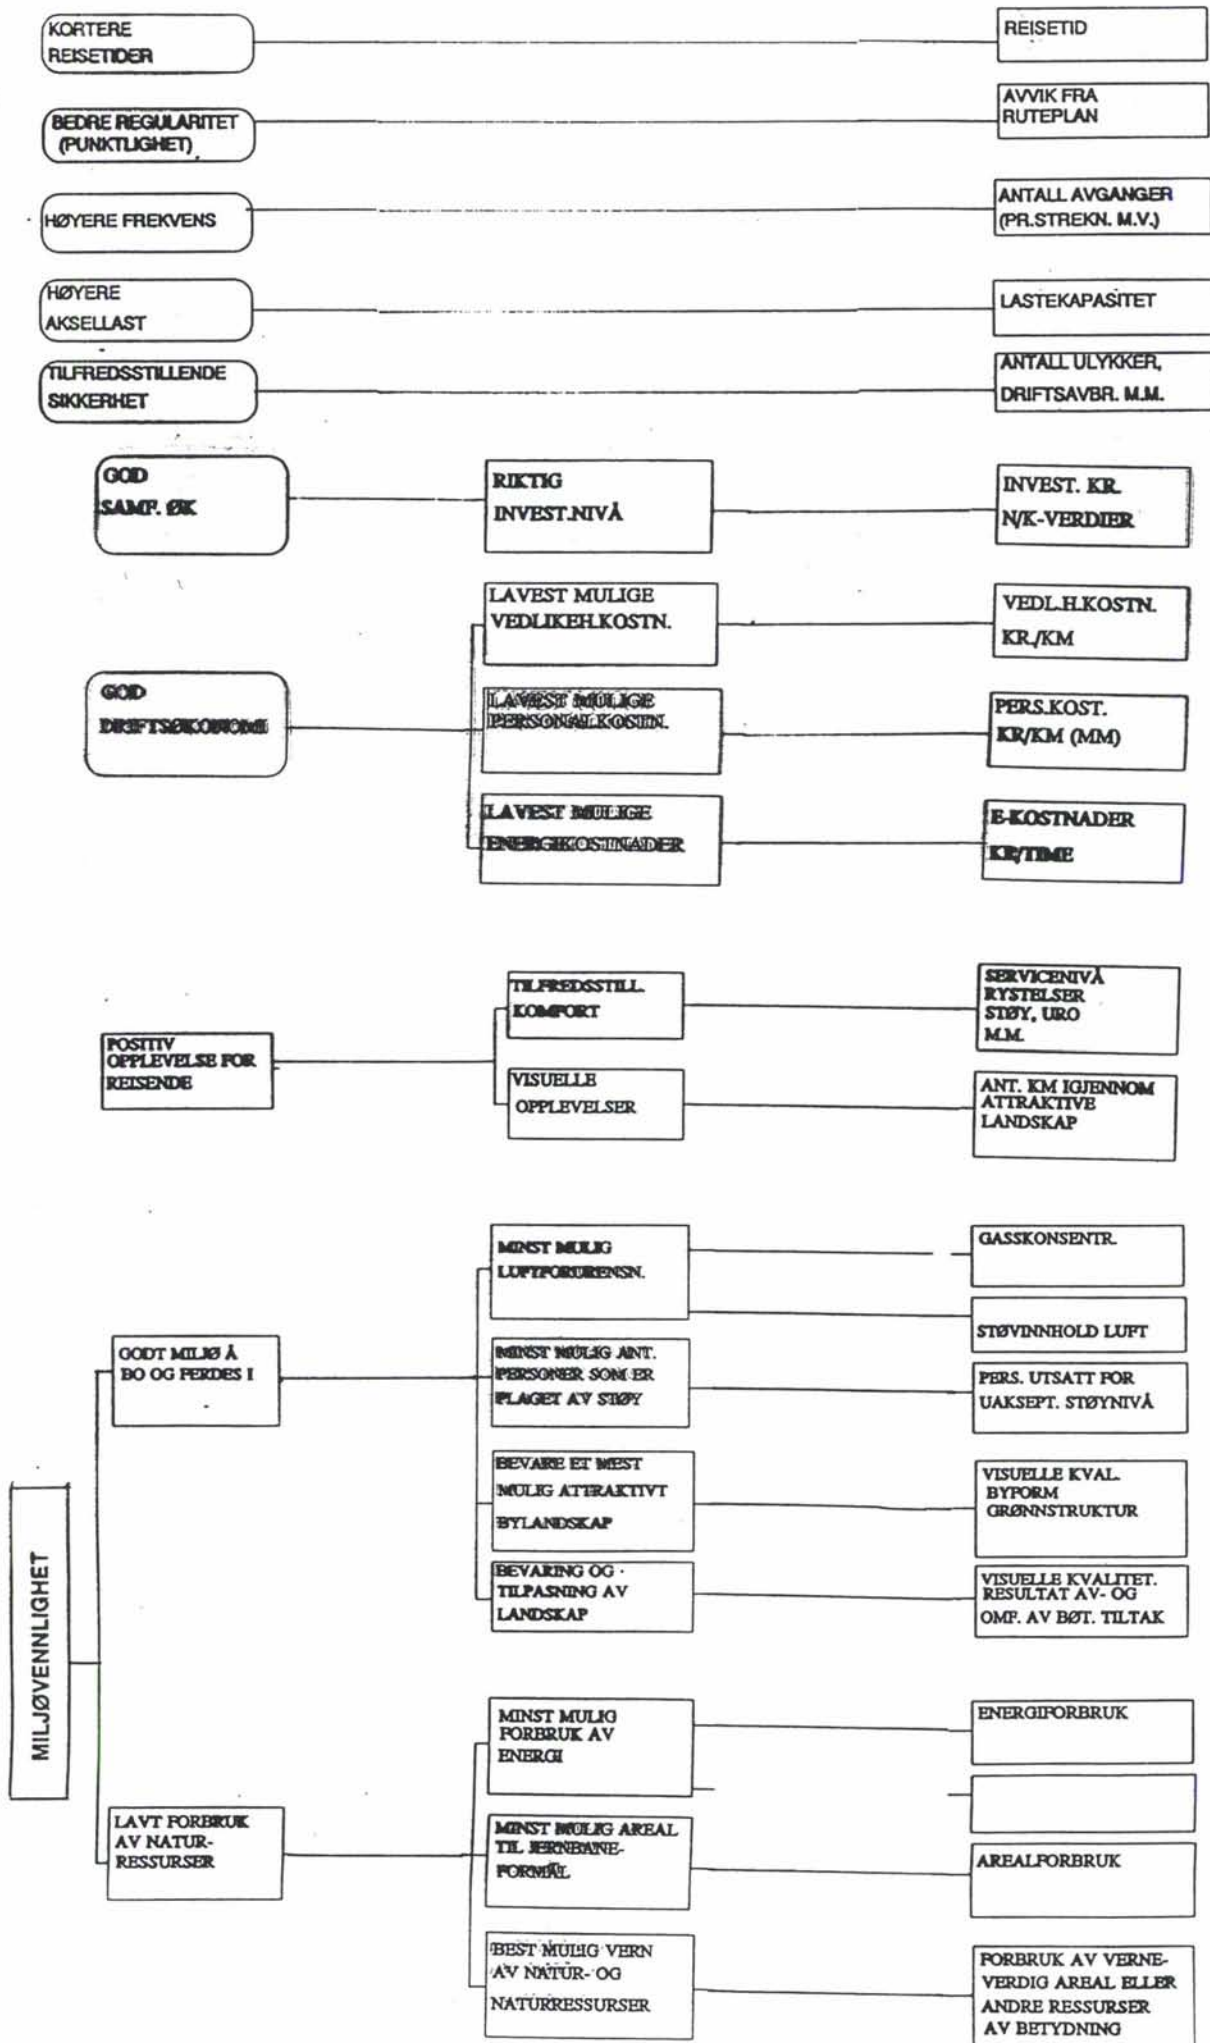 KORTERE
REISETIDER
REISETID
BEDRE REGULARITET
(PUNKTLIGHET)
AVVIK FRA
RUTEPLAN
HØYERE FREKVENS
ANTALL AVGANGER
(PR.STREKN. M.V.)
HØYERE
AKSELLAST
LASTEKAPASITET
TILFREDSSTILLENDE
SIKKERHET
ANTALL ULYKKER,
DRIFTSAVBR. M.M.
GOD
SAMF. ØK
RIKTIG
INVEST.NIVÅ
INVEST. KR.
N/K-VERDIER
GOD
DRIFTSØKONOMI
LAVEST MULIGE
VEDLIKEH.KOSTN.
VEDL.H.KOSTN.
KR./KM
LAVEST MULIGE
PERSONALKOSTN.
PERS.KOST.
KR/KM (MM)
LAVEST MULIGE
ENERGIKOSTNADER
E-KOSTNADER
KR/TIME
POSITIV
OPPLEVELSE FOR
REISENDE
TILFREDSSTILL.
KOMFORT
SERVICENIVÅ
RYSTELSER
STØY, URO
M.M.
VISUELLE
OPPLEVELSER
ANT. KM IGJENNOM
ATTRAKTIVE
LANDSKAP
MILJØVENNLIGHET
GODT MILJØ Å
BO OG FERDES I
MINST MULIG
LUFTFORURENSN.
GASSKONSENTR.
STØVINNHOLD LUFT
MINST MULIG ANT.
PERSONER SOM ER
PLAGET AV STØY
PERS. UTSATT FOR
UAKSEPT. STØYNIVÅ
BEVARE ET MEST
MULIG ATTRAKTIVT
BYLANDSKAP
VISUELLE KVAL.
BYFORM
GRØNNSTRUKTUR
BEVARING OG
TILPASNING AV
LANDSKAP
VISUELLE KVALITET.
RESULTAT AV- OG
OMF. AV BØT. TILTAK
LAVT FORBRUK
AV NATUR-
RESSURSER
MINST MULIG
FORBRUK AV
ENERGI
ENERGIFORBRUK
MINST MULIG AREAL
TIL JERNBANE-
FORMÅL
AREALFORBRUK
BEST MULIG VERN
AV NATUR- OG
NATURRESSURSER
FORBRUK AV VERNE-
VERDIG AREAL ELLER
ANDRE RESSURSER
AV BETYDNING